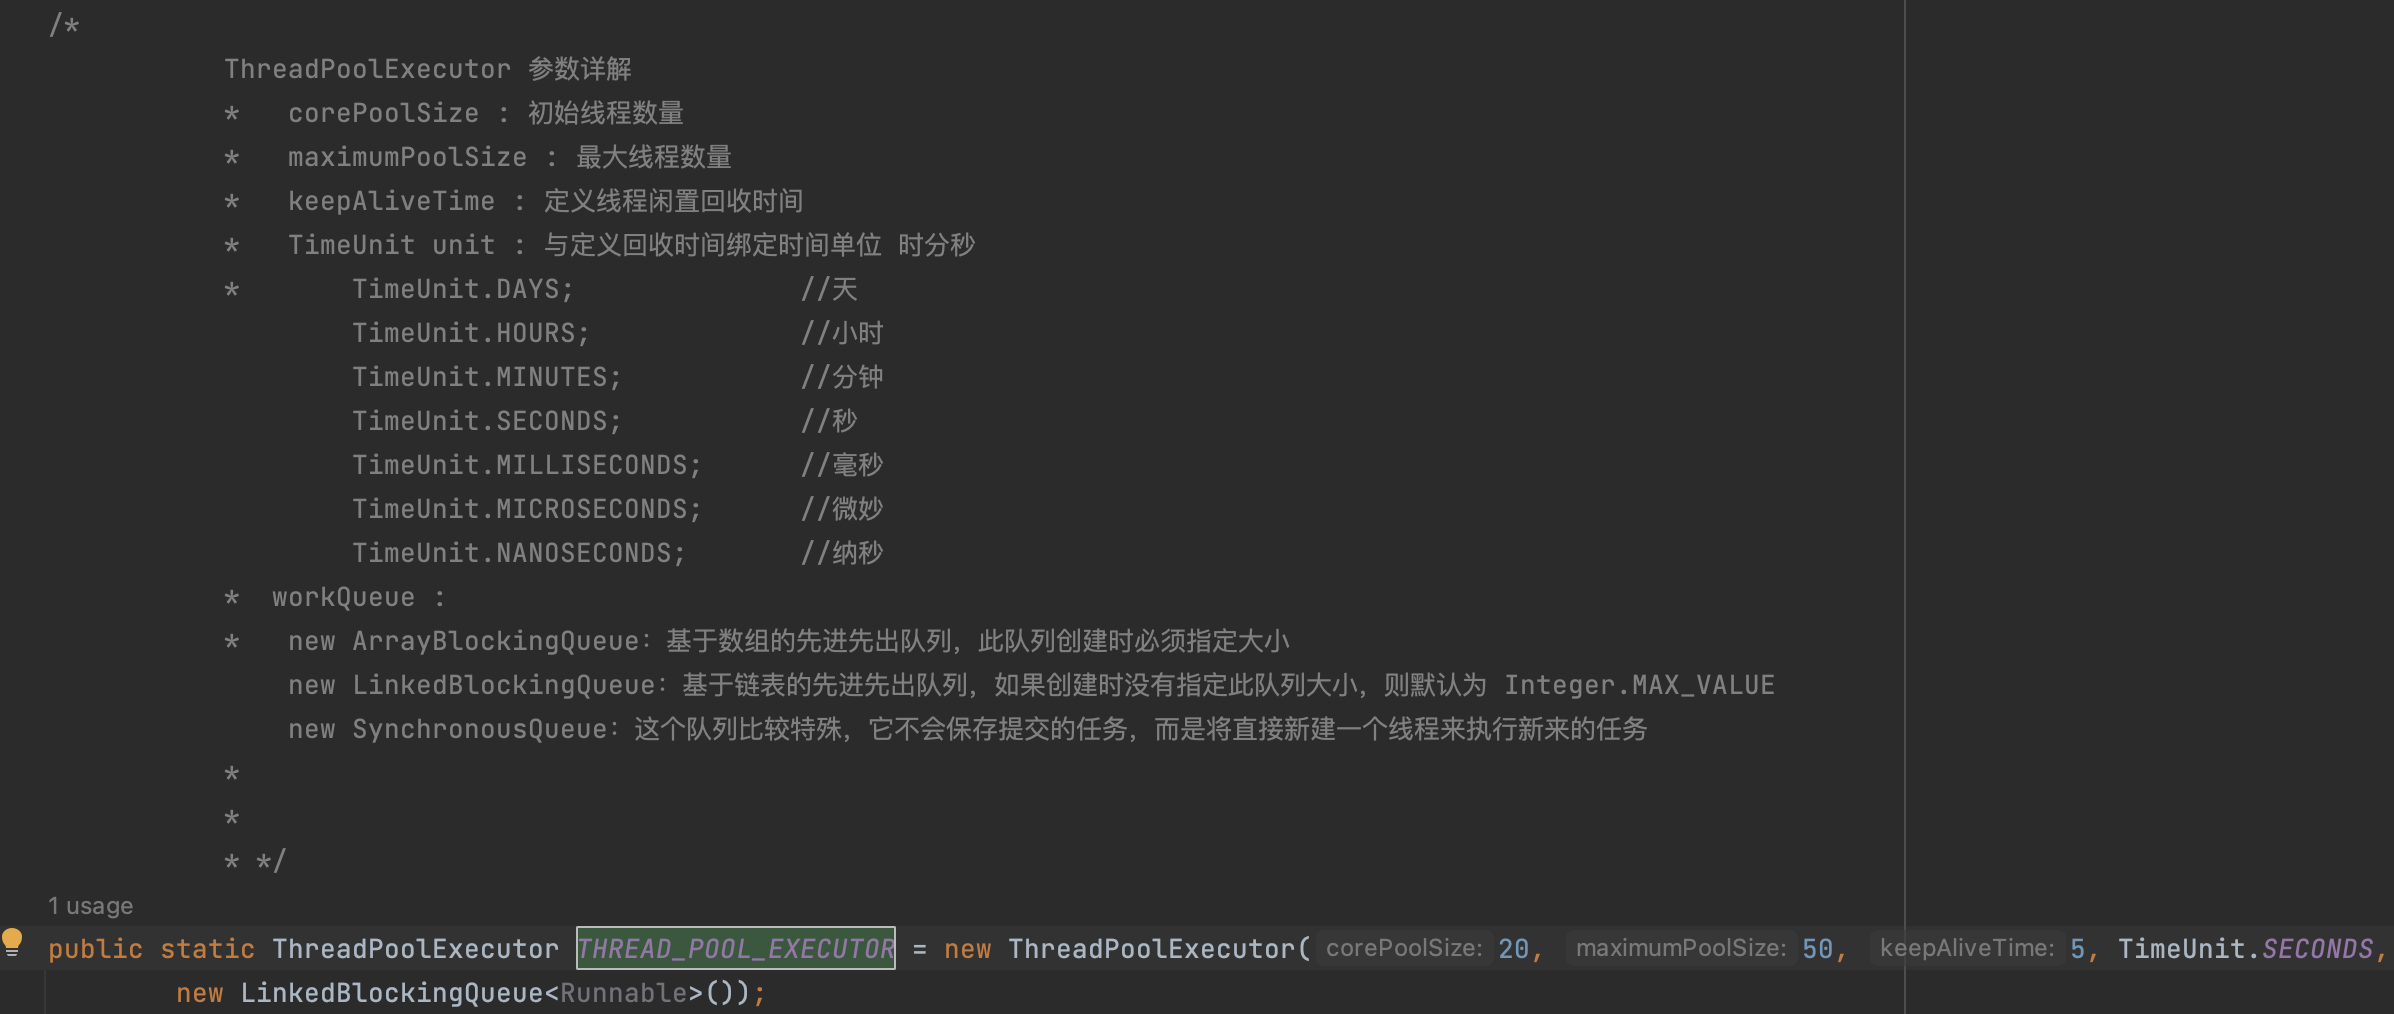 /*
ThreadPoolExecutor 参数详解
* corePoolSize : 初始线程数量
* maximumPoolSize : 最大线程数量
* keepAliveTime : 定义线程闲置回收时间
* TimeUnit unit : 与定义回收时间绑定时间单位 时分秒
* TimeUnit.DAYS; //天
TimeUnit.HOURS; //小时
TimeUnit.MINUTES; //分钟
TimeUnit.SECONDS; //秒
TimeUnit.MILLISECONDS; //毫秒
TimeUnit.MICROSECONDS; //微妙
TimeUnit.NANOSECONDS; //纳秒
* workQueue :
* new ArrayBlockingQueue：基于数组的先进先出队列，此队列创建时必须指定大小
new LinkedBlockingQueue：基于链表的先进先出队列，如果创建时没有指定此队列大小，则默认为 Integer.MAX_VALUE
new SynchronousQueue：这个队列比较特殊，它不会保存提交的任务，而是将直接新建一个线程来执行新来的任务
*
*
* */
1 usage
public static ThreadPoolExecutor THREAD_POOL_EXECUTOR = new ThreadPoolExecutor( corePoolSize: 20, maximumPoolSize: 50, keepAliveTime: 5, TimeUnit.SECONDS,
new LinkedBlockingQueue<Runnable>());